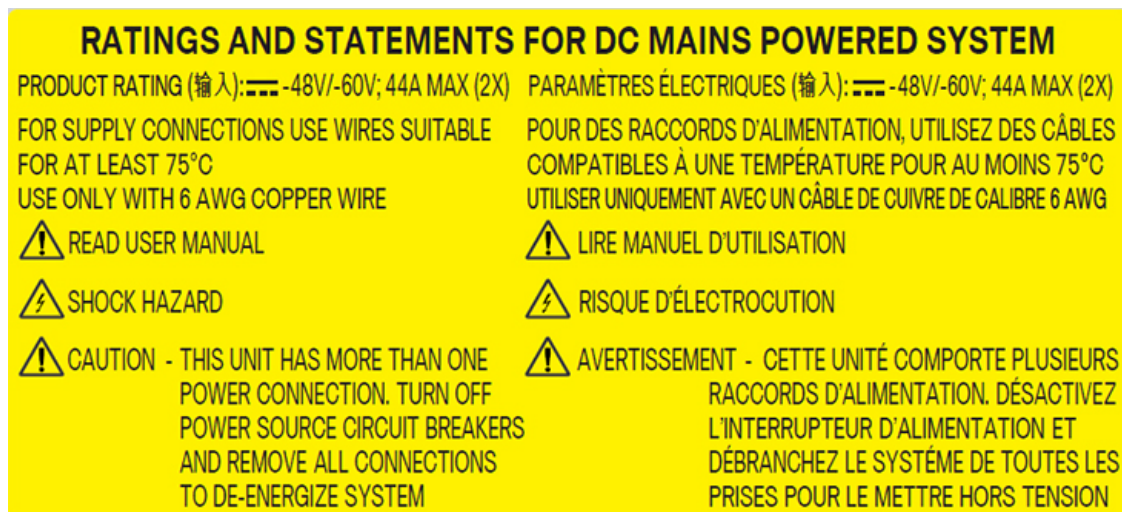 RATINGS AND STATEMENTS FOR DC MAINS POWERED SYSTEM
PRODUCT RATING (输入): ⎓ -48V/-60V; 44A MAX (2X)
FOR SUPPLY CONNECTIONS USE WIRES SUITABLE
FOR AT LEAST 75°C
USE ONLY WITH 6 AWG COPPER WIRE
READ USER MANUAL
SHOCK HAZARD
CAUTION - THIS UNIT HAS MORE THAN ONE
POWER CONNECTION. TURN OFF
POWER SOURCE CIRCUIT BREAKERS
AND REMOVE ALL CONNECTIONS
TO DE-ENERGIZE SYSTEM
PARAMÈTRES ÉLECTRIQUES (输入): ⎓ -48V/-60V; 44A MAX (2X)
POUR DES RACCORDS D'ALIMENTATION, UTILISEZ DES CÂBLES
COMPATIBLES À UNE TEMPÉRATURE POUR AU MOINS 75°C
UTILISER UNIQUEMENT AVEC UN CÂBLE DE CUIVRE DE CALIBRE 6 AWG
LIRE MANUEL D'UTILISATION
RISQUE D'ÉLECTROCUTION
AVERTISSEMENT - CETTE UNITÉ COMPORTE PLUSIEURS
RACCORDS D'ALIMENTATION. DÉSACTIVEZ
L'INTERRUPTEUR D'ALIMENTATION ET
DÉBRANCHEZ LE SYSTÉME DE TOUTES LES
PRISES POUR LE METTRE HORS TENSION